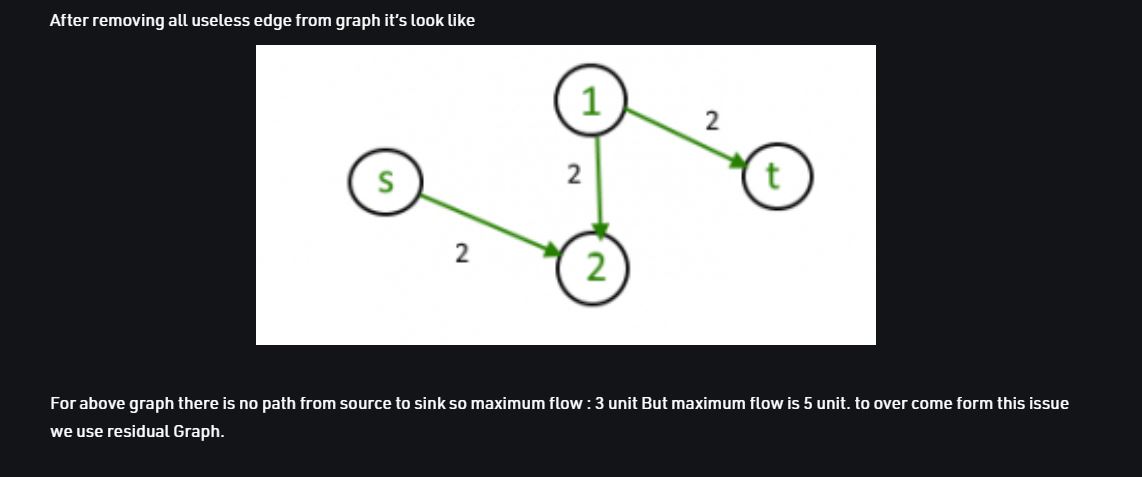 After removing all useless edge from graph it's look like
1
2
s
2
t
2
2
For above graph there is no path from source to sink so maximum flow : 3 unit But maximum flow is 5 unit. to over come form this issue
we use residual Graph.